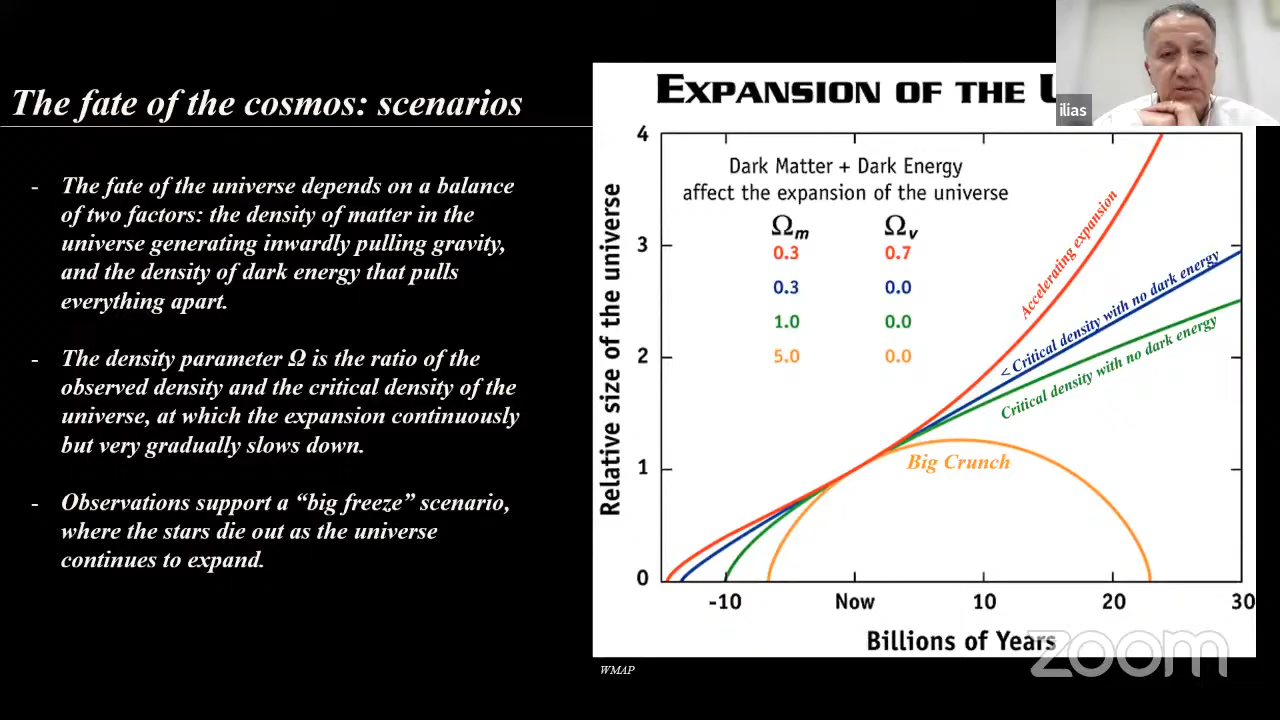 The fate of the cosmos: scenarios
- The fate of the universe depends on a balance
of two factors: the density of matter in the
universe generating inwardly pulling gravity,
and the density of dark energy that pulls
everything apart.
- The density parameter Ω is the ratio of the
observed density and the critical density of the
universe, at which the expansion continuously
but very gradually slows down.
- Observations support a “big freeze” scenario,
where the stars die out as the universe
continues to expand.
EXPANSION OF THE U
ilias
Relative size of the universe
4
3
2
1
0
Dark Matter + Dark Energy
affect the expansion of the universe
Ωm Ωv
0.3 0.7
0.3 0.0
1.0 0.0
5.0 0.0
Accelerating expansion
< Critical density with no dark energy
Critical density with no dark energy
Big Crunch
-10 Now 10 20 30
Billions of Years
zoom
WMAP